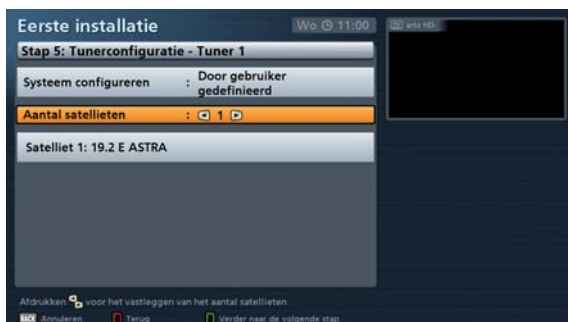 Eerste installatie
Wo 11:00
arte HD
Stap 5: Tunerconfiguratie - Tuner 1
Systeem configureren : Door gebruiker
gedefinieerd
Aantal satellieten : 1
Satelliet 1: 19.2 E ASTRA
Afdrukken voor het vastleggen van het aantal satellieten.
BACK Annuleren Terug Verder naar de volgende stap